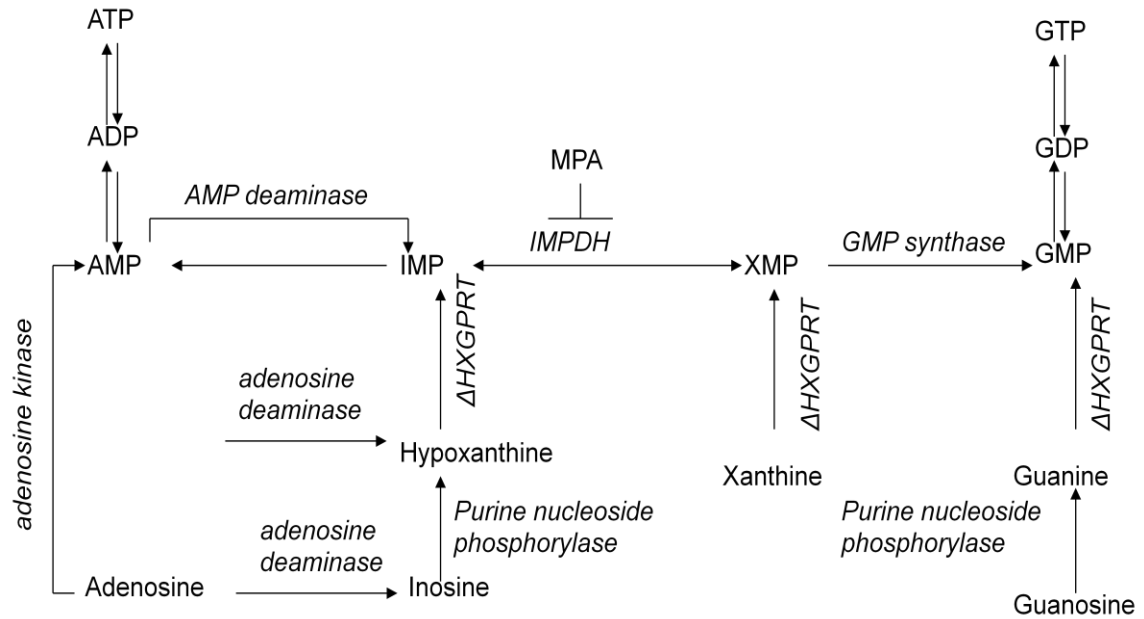 ATP
GTP
ADP
GDP
MPA
AMP deaminase
IMPDH
GMP synthase
AMP
IMP
XMP
GMP
adenosine kinase
ΔHXGPRT
ΔHXGPRT
ΔHXGPRT
adenosine
deaminase
Hypoxanthine
Xanthine
Guanine
adenosine
deaminase
Purine nucleoside
phosphorylase
Purine nucleoside
phosphorylase
Adenosine
Inosine
Guanosine